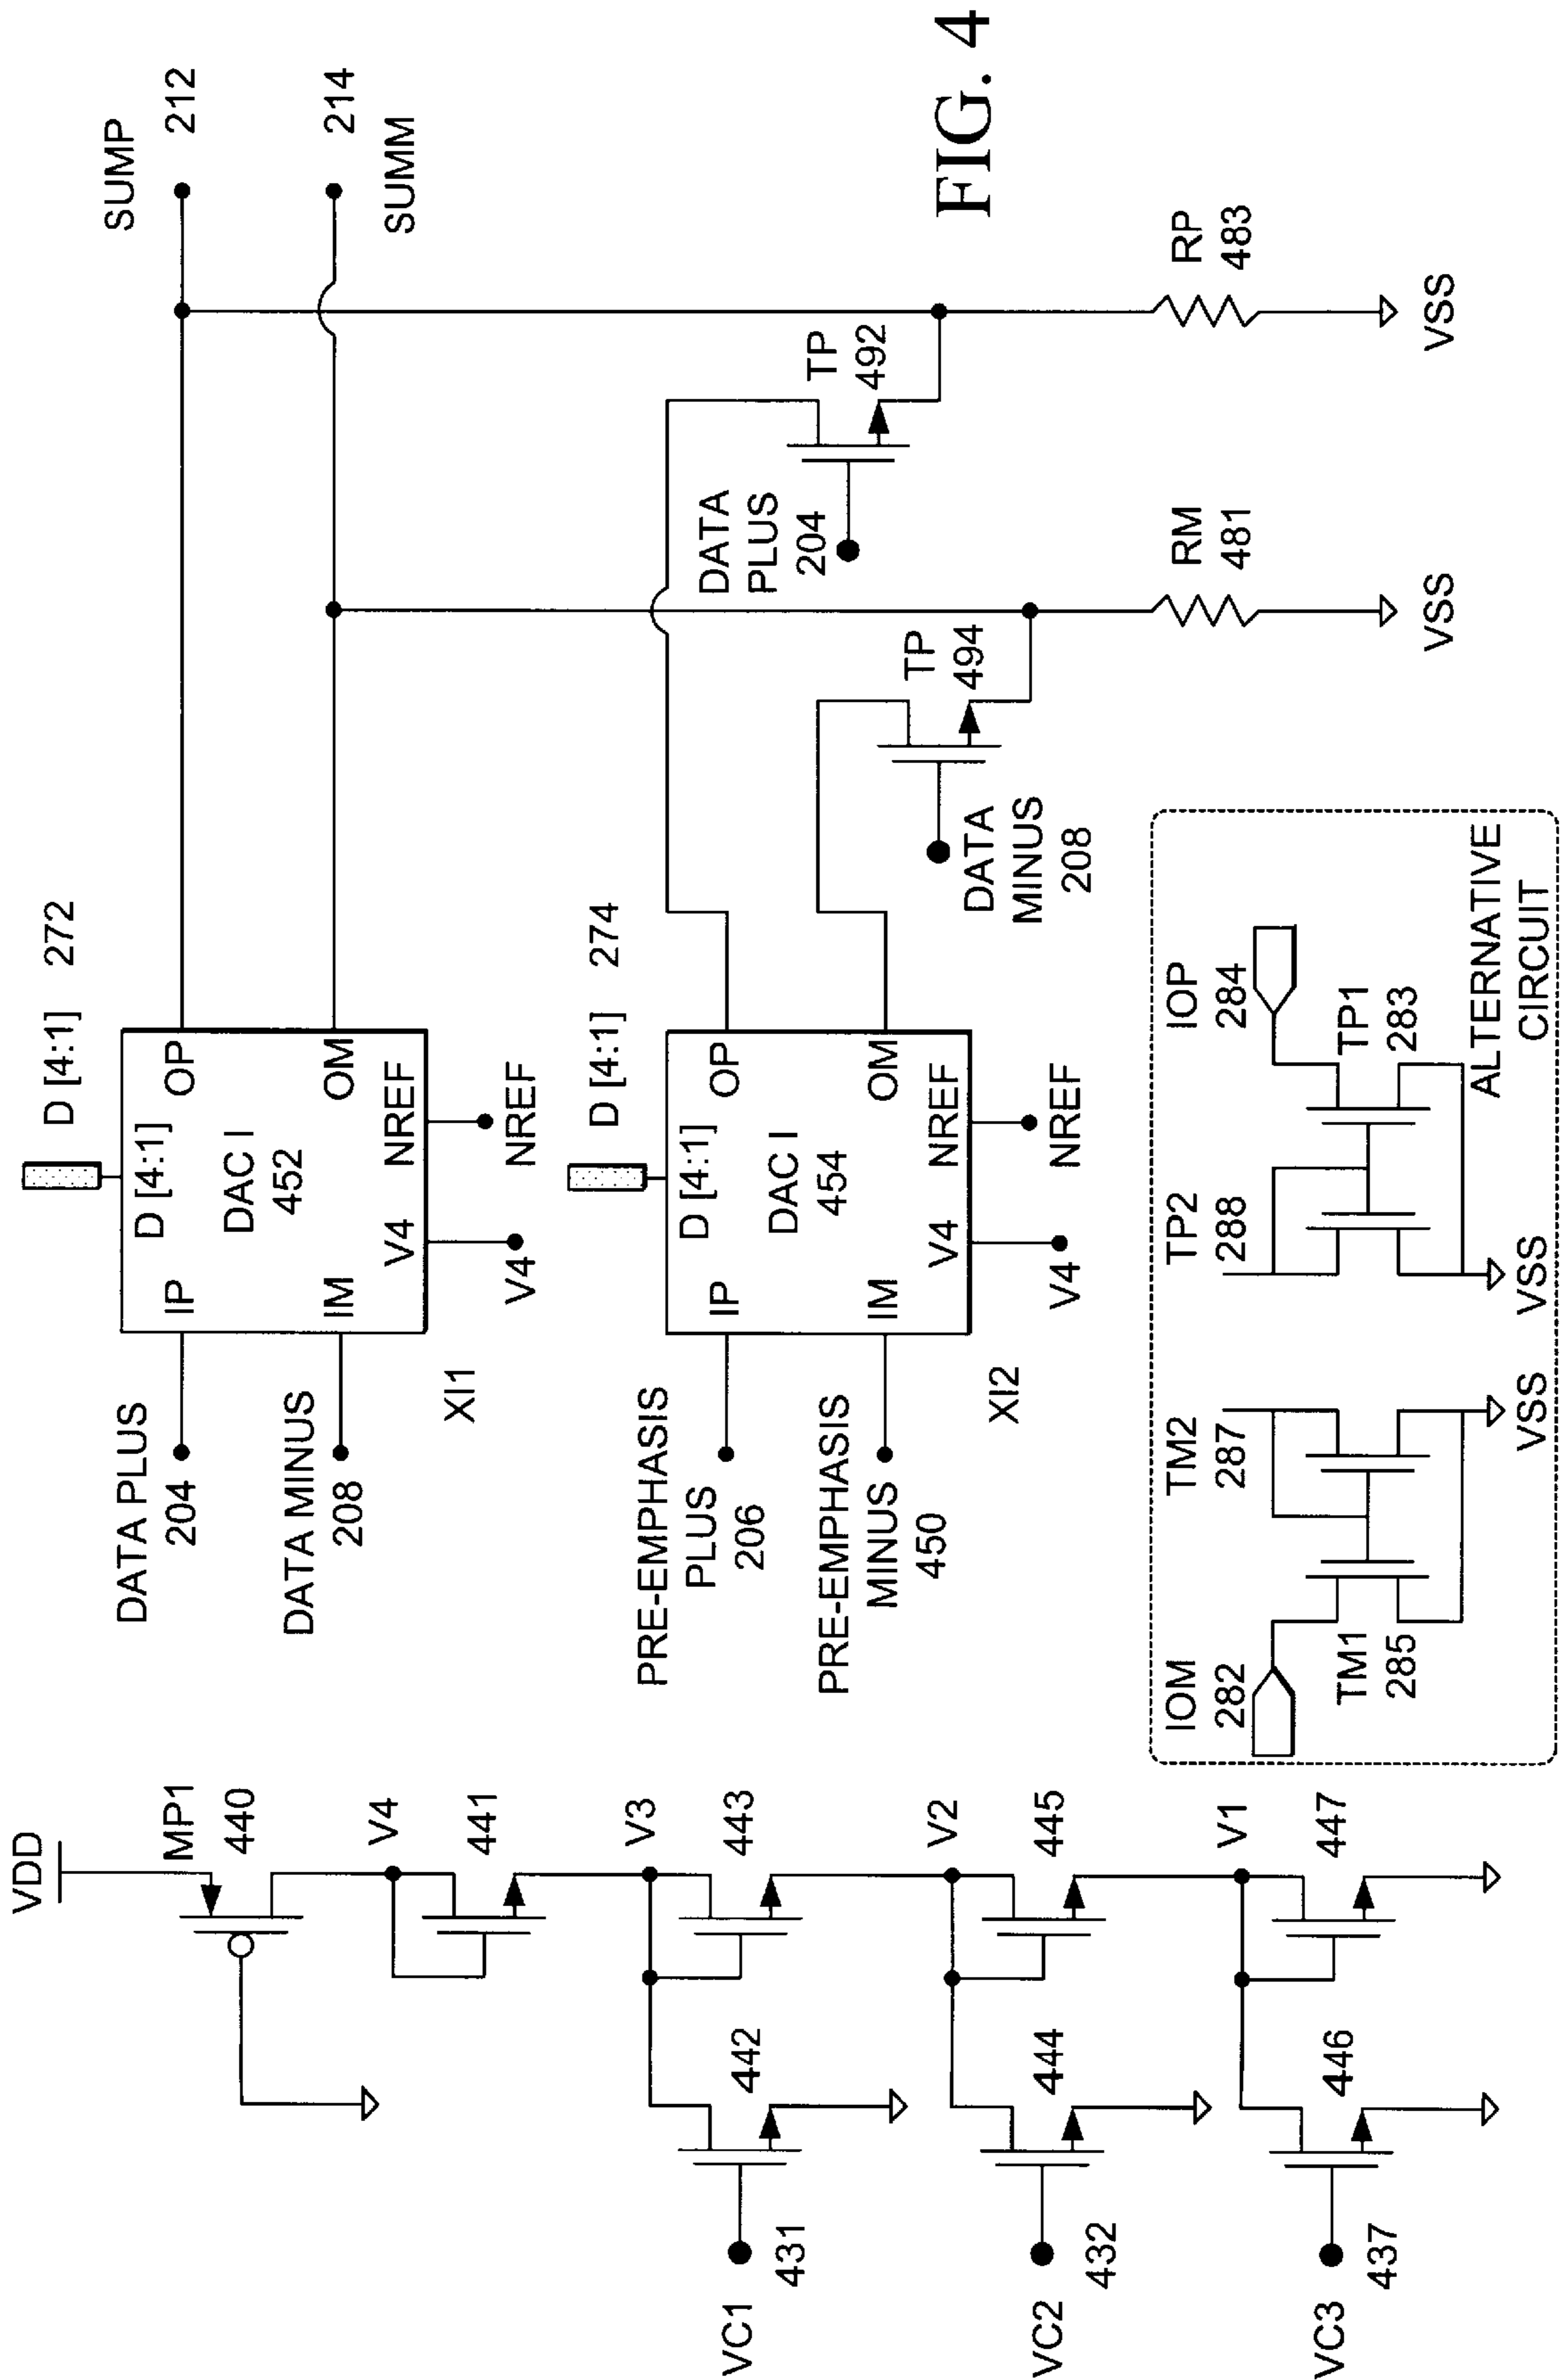 VDD
MP1
440
V4
441
V3
443
442
VC1
431
V2
445
444
VC2
432
V1
447
446
VC3
437
D [4:1] 272
DATA PLUS
204
DATA MINUS
208
IP
D [4:1]
OP
DAC I
452
IM
OM
V4
NREF
V4
NREF
XI1
SUMP
212
214
SUMM
D [4:1] 274
PRE-EMPHASIS
PLUS
206
PRE-EMPHASIS
MINUS
450
IP
D [4:1]
OP
DAC I
454
IM
OM
V4
NREF
V4
NREF
XI2
DATA
PLUS
204
TP
492
DATA
MINUS
208
TP
494
RM
481
VSS
RP
483
VSS
IOM
282
TM1
285
TM2
287
VSS
TP2
288
VSS
TP1
283
IOP
284
ALTERNATIVE
CIRCUIT
FIG. 4